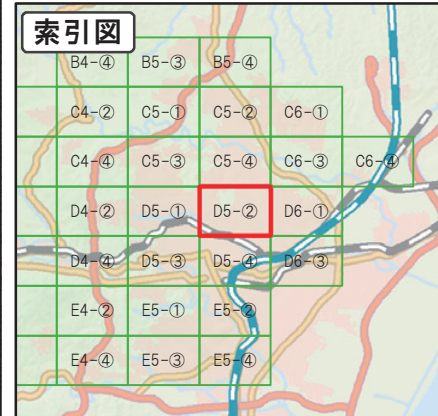 索引図
B4-④ B5-③ B5-④
C4-② C5-① C5-② C6-①
C4-④ C5-③ C5-④ C6-③ C6-④
D4-② D5-① D5-② D6-①
D4-④ D5-③ D5-④ D6-③
E4-② E5-① E5-②
E4-④ E5-③ E5-④